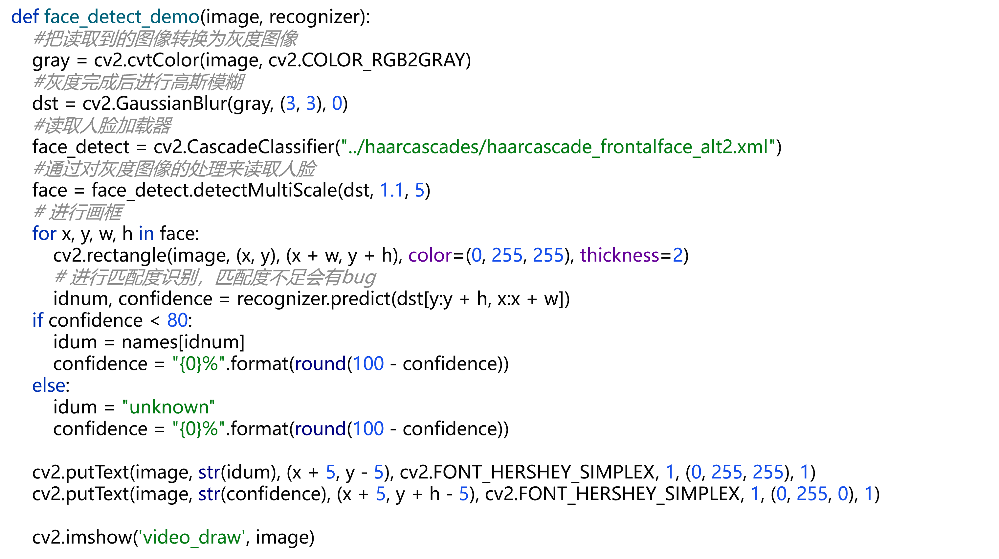 def face_detect_demo(image, recognizer):
    #把读取到的图像转换为灰度图像
    gray = cv2.cvtColor(image, cv2.COLOR_RGB2GRAY)
    #灰度完成后进行高斯模糊
    dst = cv2.GaussianBlur(gray, (3, 3), 0)
    #读取人脸加载器
    face_detect = cv2.CascadeClassifier("../haarcascades/haarcascade_frontalface_alt2.xml")
    #通过对灰度图像的处理来读取人脸
    face = face_detect.detectMultiScale(dst, 1.1, 5)
    # 进行画框
    for x, y, w, h in face:
        cv2.rectangle(image, (x, y), (x + w, y + h), color=(0, 255, 255), thickness=2)
        # 进行匹配度识别，匹配度不足会有bug
        idnum, confidence = recognizer.predict(dst[y:y + h, x:x + w])
    if confidence < 80:
        idum = names[idnum]
        confidence = "{0}%".format(round(100 - confidence))
    else:
        idum = "unknown"
        confidence = "{0}%".format(round(100 - confidence))

    cv2.putText(image, str(idum), (x + 5, y - 5), cv2.FONT_HERSHEY_SIMPLEX, 1, (0, 255, 255), 1)
    cv2.putText(image, str(confidence), (x + 5, y + h - 5), cv2.FONT_HERSHEY_SIMPLEX, 1, (0, 255, 0), 1)

    cv2.imshow('video_draw', image)